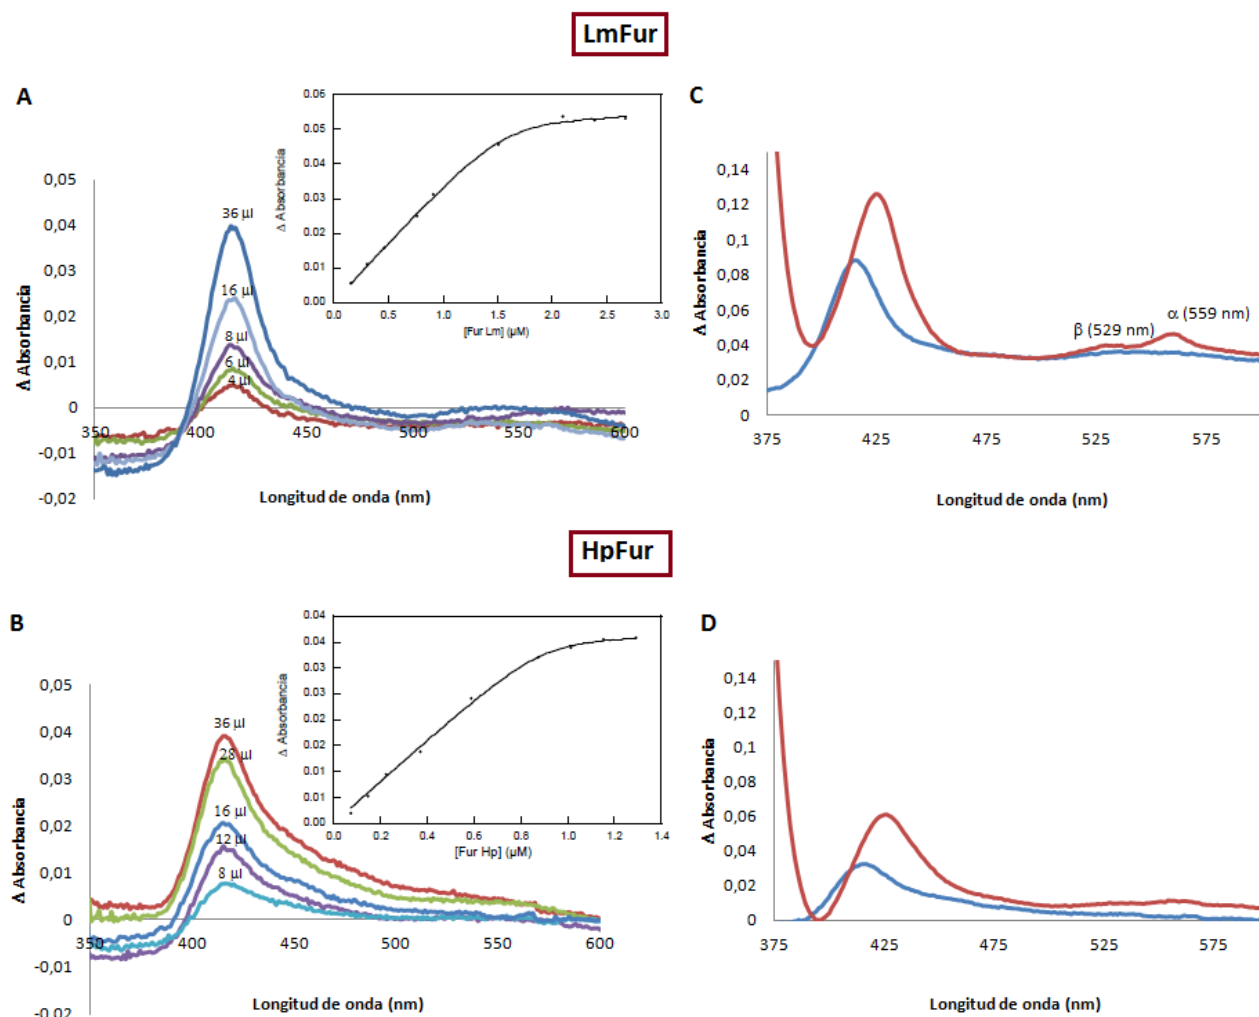 LmFur
A
0.06
0.05
0.04
0.03
0.02
0.01
0.00
Δ Absorbancia
0.0 0.5 1.0 1.5 2.0 2.5 3.0
[Fur Lm] (µM)
0,05
0,04
0,03
0,02
0,01
0
-0,01
-0,02
Δ Absorbancia
36 µl
16 µl
8 µl
6 µl
4 µl
350 400 450 500 550 600
Longitud de onda (nm)
C
0,14
0,12
0,1
0,08
0,06
0,04
0,02
0
Δ Absorbancia
β (529 nm)
α (559 nm)
375 425 475 525 575
Longitud de onda (nm)
HpFur
B
0.04
0.04
0.03
0.03
0.02
0.02
0.01
0.01
0.00
Δ Absorbancia
0.0 0.2 0.4 0.6 0.8 1.0 1.2 1.4
[Fur Hp] (µM)
0,05
0,04
0,03
0,02
0,01
0
-0,01
-0,02
Δ Absorbancia
36 µl
28 µl
16 µl
12 µl
8 µl
350 400 450 500 550 600
Longitud de onda (nm)
D
0,14
0,12
0,1
0,08
0,06
0,04
0,02
0
Δ Absorbancia
375 425 475 525 575
Longitud de onda (nm)